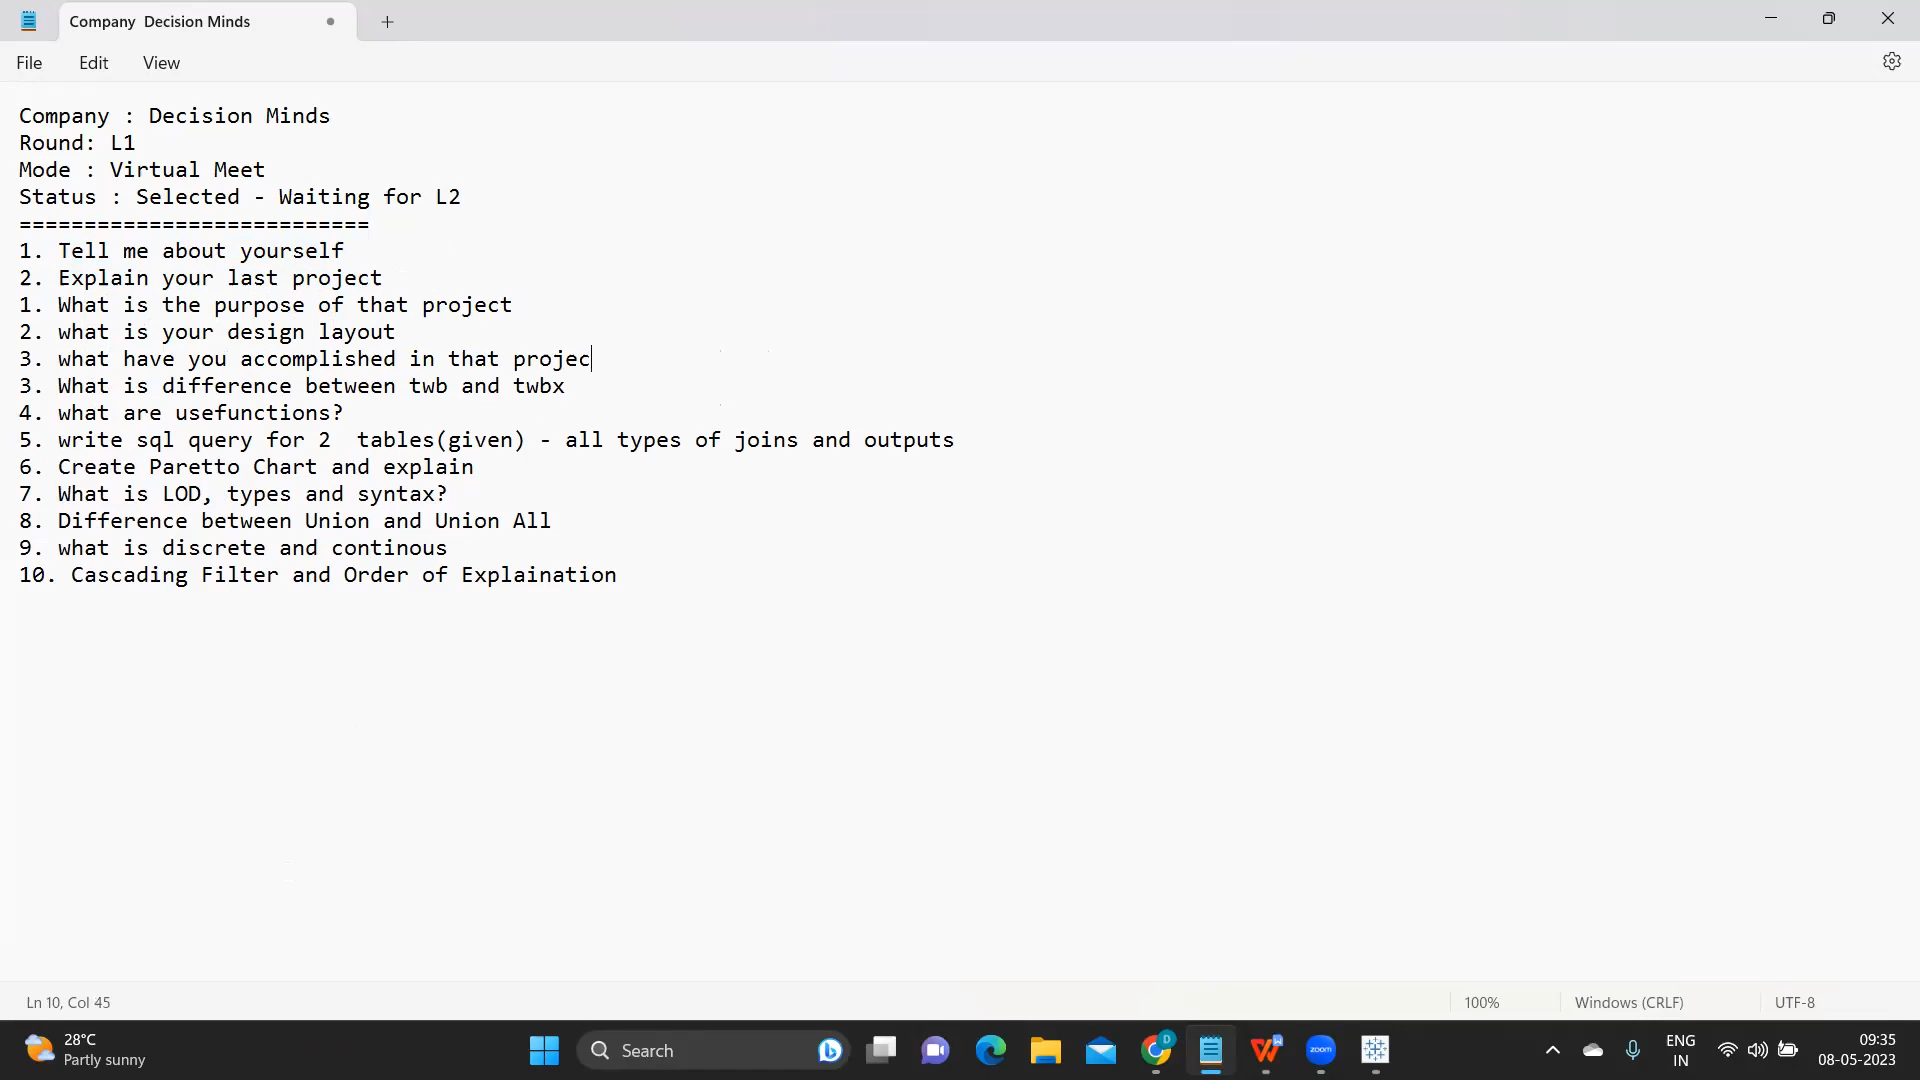 Company Decision Minds
File Edit View
Company : Decision Minds
Round: L1
Mode : Virtual Meet
Status : Selected - Waiting for L2
===========================
1. Tell me about yourself
2. Explain your last project
1. What is the purpose of that project
2. what is your design layout
3. what have you accomplished in that projec
3. What is difference between twb and twbx
4. what are usefunctions?
5. write sql query for 2  tables(given) - all types of joins and outputs
6. Create Paretto Chart and explain
7. What is LOD, types and syntax?
8. Difference between Union and Union All
9. what is discrete and continous
10. Cascading Filter and Order of Explaination
Ln 10, Col 45 100% Windows (CRLF) UTF-8
28°C
Partly sunny
Search
D
W
zoom
ENG
IN
09:35
08-05-2023